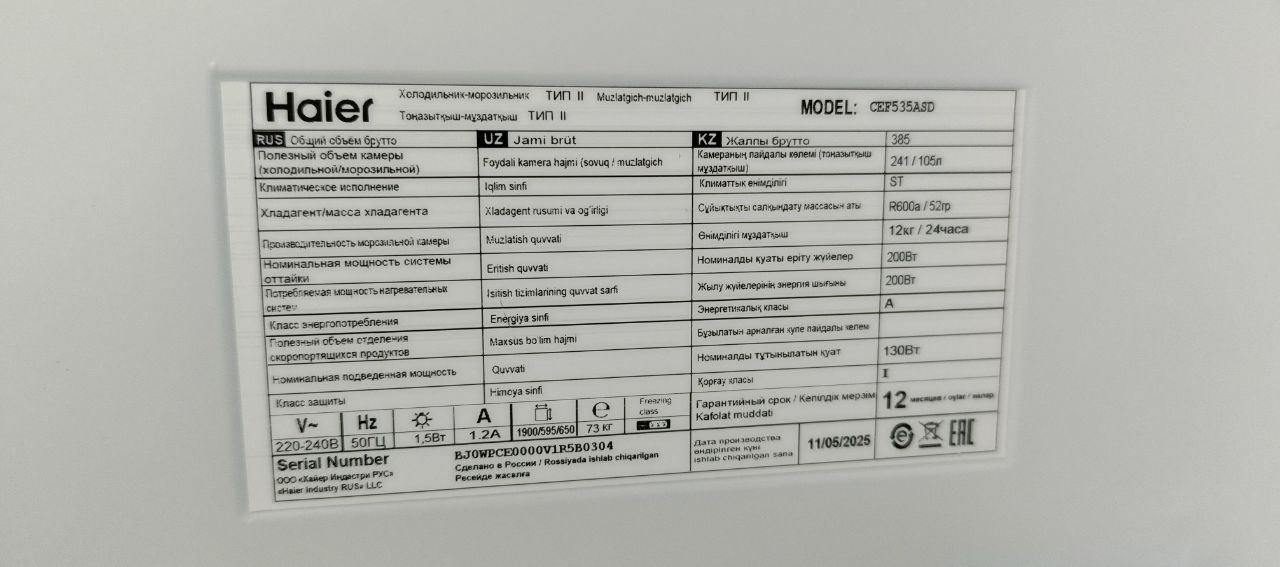 Haier
Холодильник-морозильник ТИП II Muzlatgich-muzlatgich ТИП II
Тоңазытқыш-мұздатқыш ТИП II
MODEL: CEF535ASD
RUS Общий объем брутто UZ Jami brüt KZ Жалпы брутто 385
Полезный объем камеры (холодильной/морозильной) Foydali kamera hajmi (sovuq / muzlatgich Камераның пайдалы көлемі (тоңазытқыш мұздатқыш) 241 / 105л
Климатическое исполнение Iqlim sinfi Климаттык өнімділігі ST
Хладагент/масса хладагента Xladagent rusumi va og'irligi Сұйықтықты салқындату массасын аты R600a / 52гр
Производительность морозильной камеры Muzlatish quvvati Өнімділігі мұздатқыш 12кг / 24часа
Номинальная мощность системы оттайки Eritish quvvati Номиналды қуаты еріту жүйелер 200Вт
Потребляемая мощность нагревательных систем Isitish tizimlarining quvvat sarfi Жылу жүйелерінің энергия шығыны 200Вт
Класс энергопотребления Energiya sinfi Энергетикалық класы A
Полезный объем отделения скоропортящихся продуктов Maxsus bo'lim hajmi Бұзылатын арналған купе пайдалы көлем
Номинальная подведенная мощность Quvvati Номиналды тұтынылатын қуат 130Вт
Класс защиты Himoya sinfi Қорғау класы I
V~ Hz A e Freezing class
220-240В 50ГЦ 1,5Вт 1.2A 1900/595/650 73 КГ
Гарантийный срок / Кепілдік мерзім
Kafolat muddati
12 месяцев / oylar / айлар
Serial Number BJ0WPCE0000V1R5B0304
ООО «Хайер Индастри РУС»
«Haier Industry RUS» LLC
Сделано в России / Rossiyada ishlab chiqarilgan
Ресейде жасалға
Дата производства
өндірілген күні
ishlab chiqarilgan sana
11/05/2025
EAC